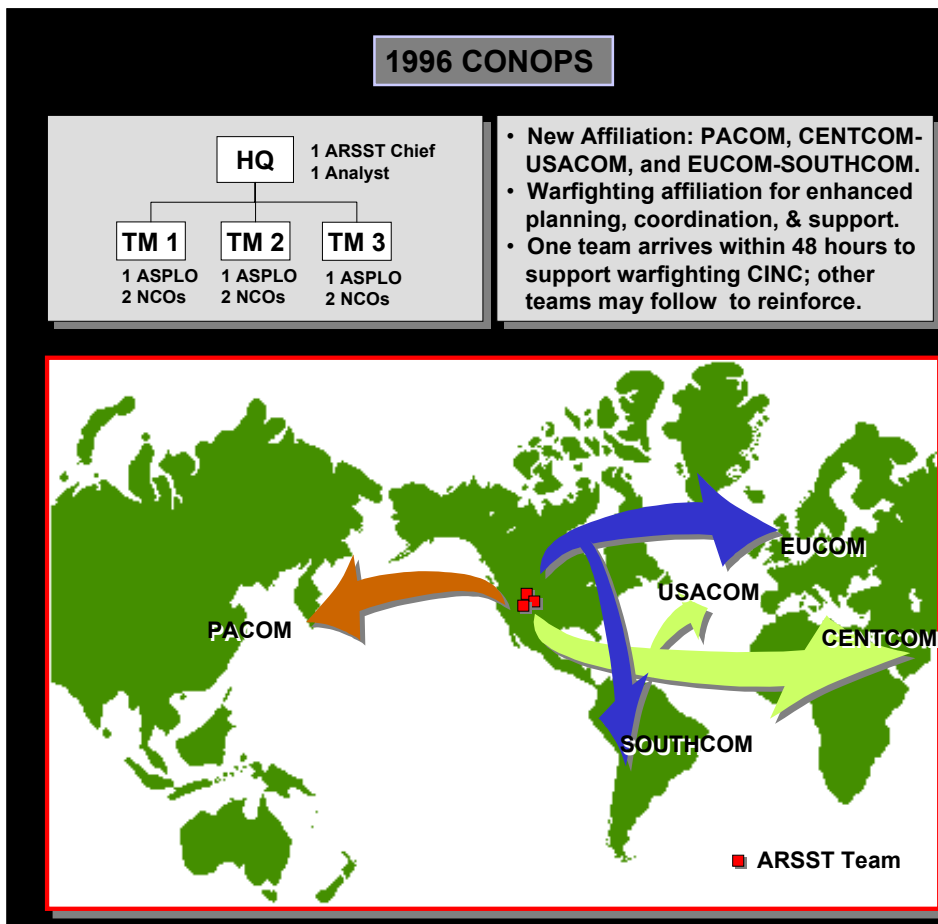 1996 CONOPS
HQ
1 ARSST Chief
1 Analyst
TM 1
TM 2
TM 3
1 ASPLO
2 NCOs
1 ASPLO
2 NCOs
1 ASPLO
2 NCOs
• New Affiliation: PACOM, CENTCOM-
USACOM, and EUCOM-SOUTHCOM.
• Warfighting affiliation for enhanced
planning, coordination, & support.
• One team arrives within 48 hours to
support warfighting CINC; other
teams may follow to reinforce.
EUCOM
USACOM
PACOM
CENTCOM
SOUTHCOM
ARSST Team